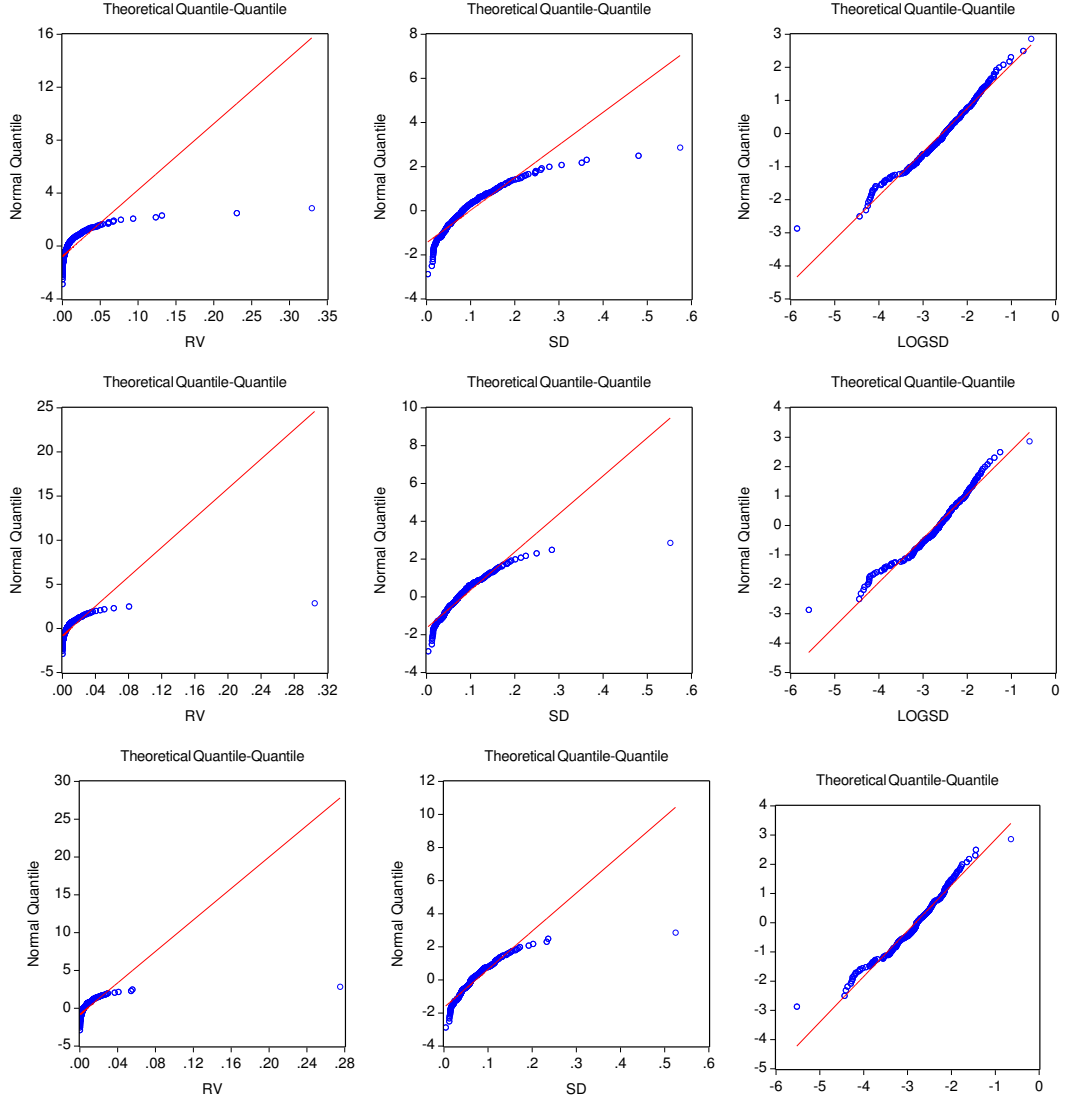 Theoretical Quantile-Quantile
Theoretical Quantile-Quantile
Theoretical Quantile-Quantile
Normal Quantile
16
12
8
4
0
-4
.00 .05 .10 .15 .20 .25 .30 .35
RV
Normal Quantile
8
6
4
2
0
-2
-4
.0 .1 .2 .3 .4 .5 .6
SD
Normal Quantile
3
2
1
0
-1
-2
-3
-4
-5
-6 -5 -4 -3 -2 -1 0
LOGSD
Theoretical Quantile-Quantile
Theoretical Quantile-Quantile
Theoretical Quantile-Quantile
Normal Quantile
25
20
15
10
5
0
-5
.00 .04 .08 .12 .16 .20 .24 .28 .32
RV
Normal Quantile
10
8
6
4
2
0
-2
-4
.0 .1 .2 .3 .4 .5 .6
SD
Normal Quantile
4
3
2
1
0
-1
-2
-3
-4
-5
-6 -5 -4 -3 -2 -1 0
LOGSD
Theoretical Quantile-Quantile
Theoretical Quantile-Quantile
Theoretical Quantile-Quantile
Normal Quantile
30
25
20
15
10
5
0
-5
.00 .04 .08 .12 .16 .20 .24 .28
RV
Normal Quantile
12
10
8
6
4
2
0
-2
-4
.0 .1 .2 .3 .4 .5 .6
SD
Normal Quantile
4
3
2
1
0
-1
-2
-3
-4
-5
-6 -5 -4 -3 -2 -1 0